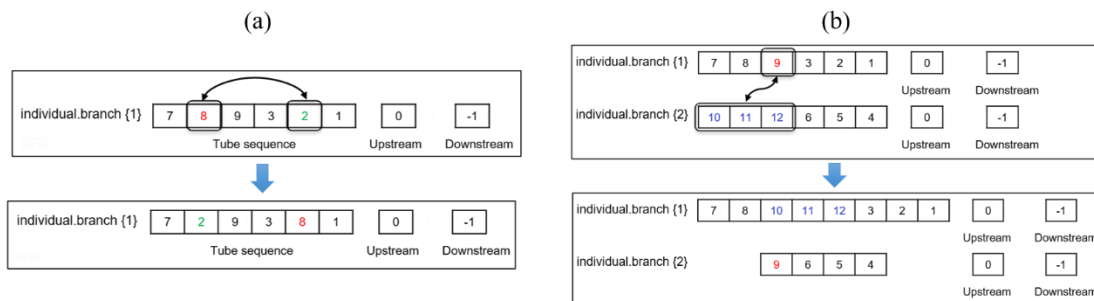 (a)
individual.branch {1} 7 8 9 3 2 1 0 -1
Tube sequence Upstream Downstream
individual.branch {1} 7 2 9 3 8 1 0 -1
Tube sequence Upstream Downstream
(b)
individual.branch {1} 7 8 9 3 2 1 0 -1
Upstream Downstream
individual.branch {2} 10 11 12 6 5 4 0 -1
Upstream Downstream
individual.branch {1} 7 8 10 11 12 3 2 1 0 -1
Upstream Downstream
individual.branch {2} 9 6 5 4 0 -1
Upstream Downstream